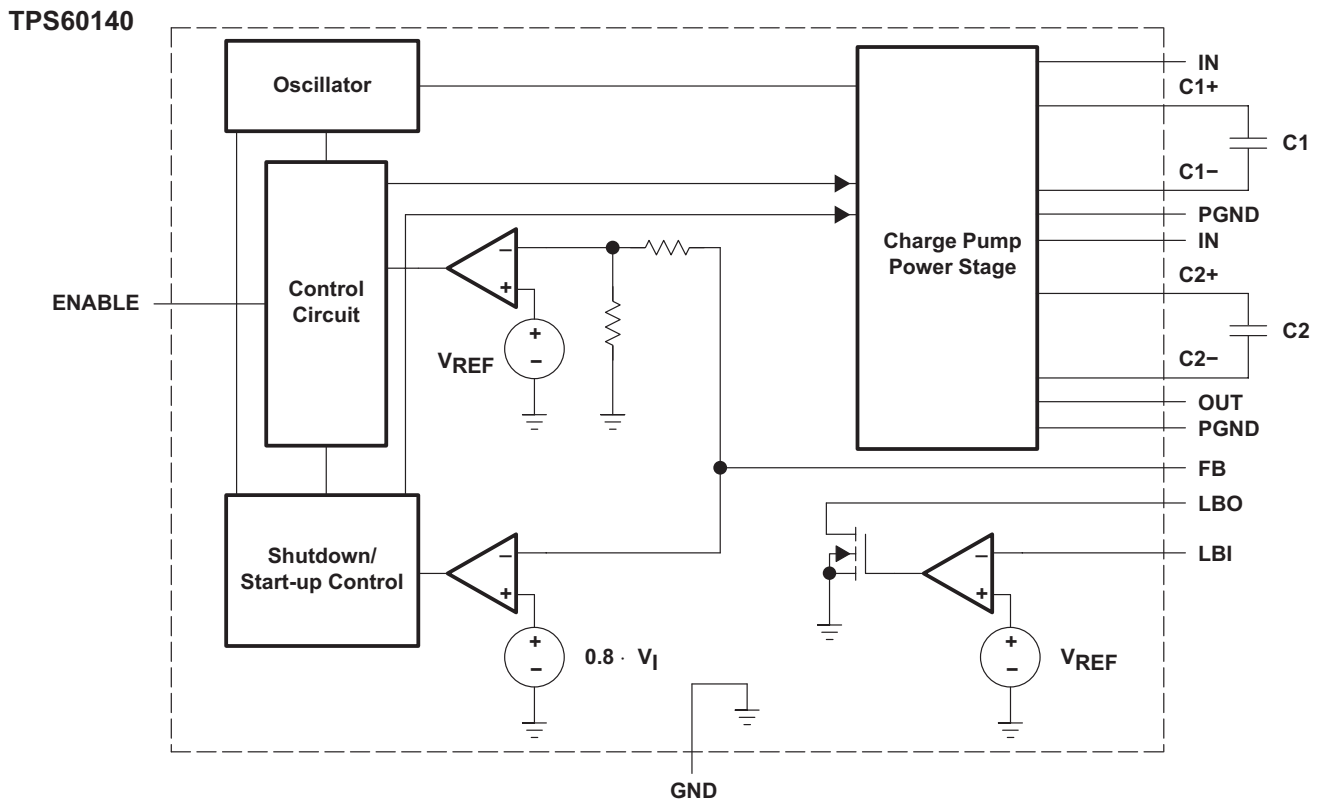 TPS60140
Oscillator
IN
C1+
C1
C1−
PGND
IN
Charge Pump
Power Stage
C2+
C2
C2−
OUT
PGND
ENABLE
Control
Circuit
−
+
+
−
VREF
FB
LBO
LBI
Shutdown/
Start-up Control
−
+
+
−
0.8 · VI
−
+
+
−
VREF
GND